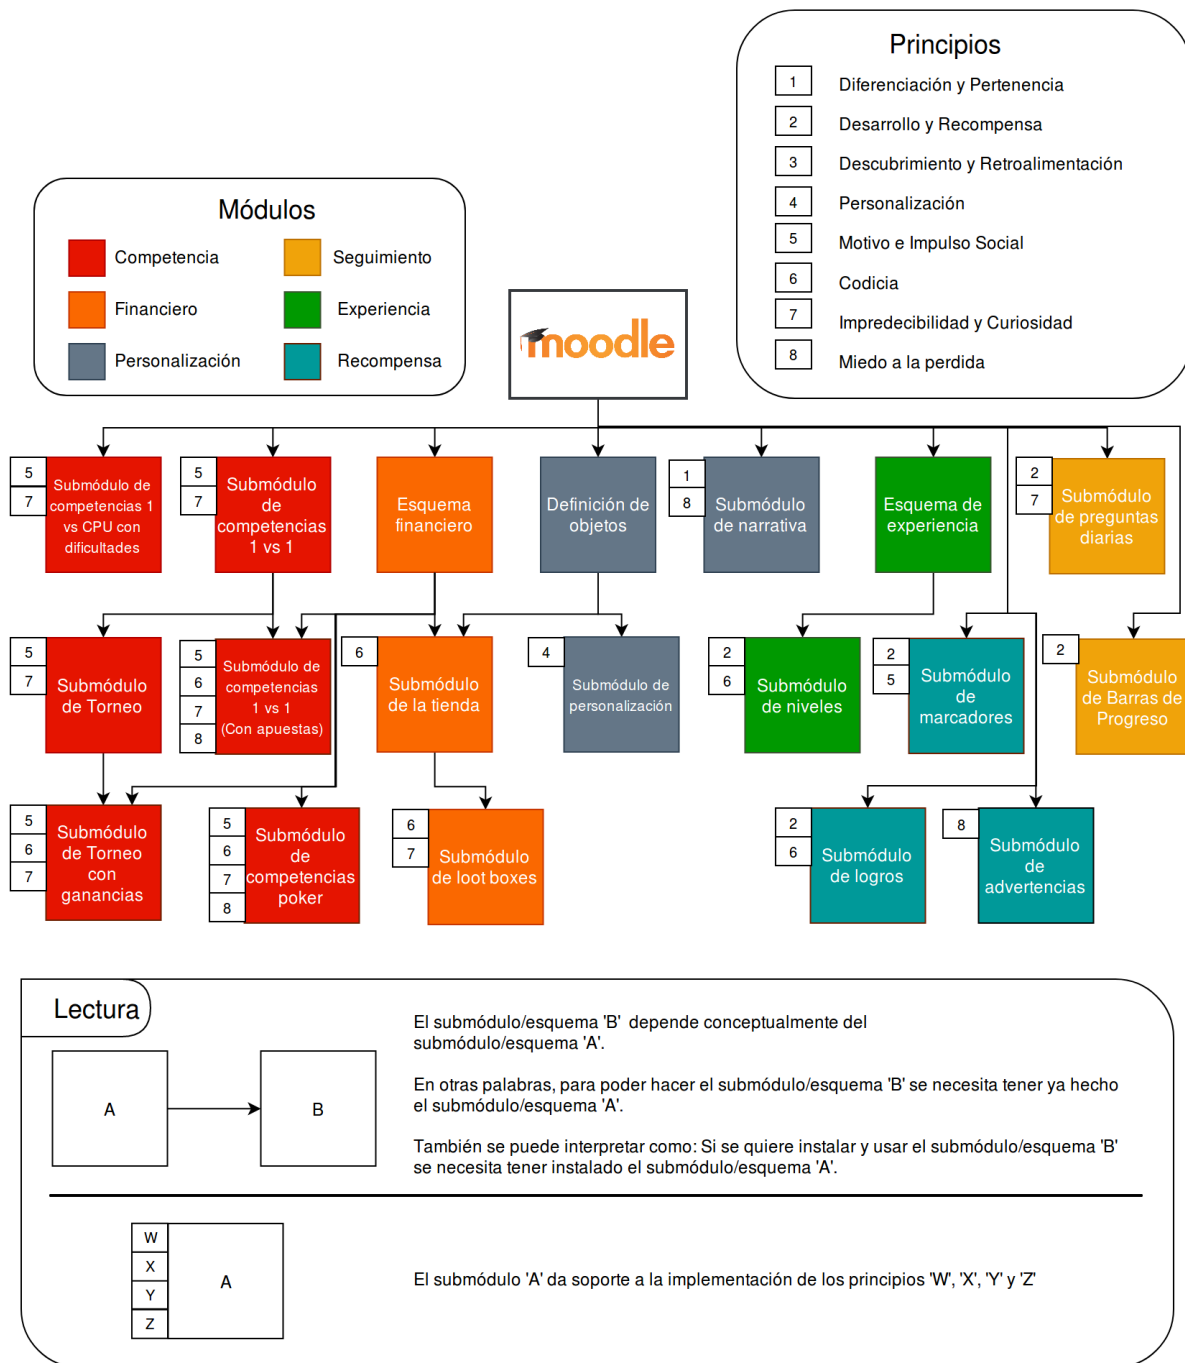 Principios
1 Diferenciación y Pertenencia
2 Desarrollo y Recompensa
3 Descubrimiento y Retroalimentación
4 Personalización
5 Motivo e Impulso Social
6 Codicia
7 Impredecibilidad y Curiosidad
8 Miedo a la perdida
Módulos
Competencia
Seguimiento
Financiero
Experiencia
Personalización
Recompensa
moodle
5
7
Submódulo de
competencias 1
vs CPU con
dificultades
5
7
Submódulo
de
competencias
1 vs 1
Esquema
financiero
Definición de
objetos
1
8
Submódulo
de narrativa
Esquema de
experiencia
2
7
Submódulo
de preguntas
diarias
5
7
Submódulo
de Torneo
5
6
7
8
Submódulo de
competencias
1 vs 1
(Con apuestas)
6
Submódulo
de la tienda
4
Submódulo de
personalización
2
6
Submódulo
de niveles
2
5
Submódulo
de
marcadores
2
Submódulo
de Barras de
Progreso
5
6
7
Submódulo
de Torneo
con
ganancias
5
6
7
8
Submódulo
de
competencias
poker
6
7
Submódulo
de loot boxes
2
6
Submódulo
de logros
8
Submódulo
de
advertencias
Lectura
A
B
El submódulo/esquema 'B' depende conceptualmente del
submódulo/esquema 'A'.
En otras palabras, para poder hacer el submódulo/esquema 'B' se necesita tener ya hecho
el submódulo/esquema 'A'.
También se puede interpretar como: Si se quiere instalar y usar el submódulo/esquema 'B'
se necesita tener instalado el submódulo/esquema 'A'.
W
X
Y
Z
A
El submódulo 'A' da soporte a la implementación de los principios 'W', 'X', 'Y' y 'Z'